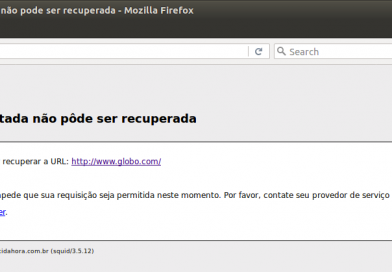 não pode ser recuperada - Mozilla Firefox
Search
tada não pôde ser recuperada
recuperar a URL: http://www.globo.com/
pede que sua requisição seja permitida neste momento. Por favor, contate seu provedor de serviço
er.
cidahora.com.br (squid/3.5.12)